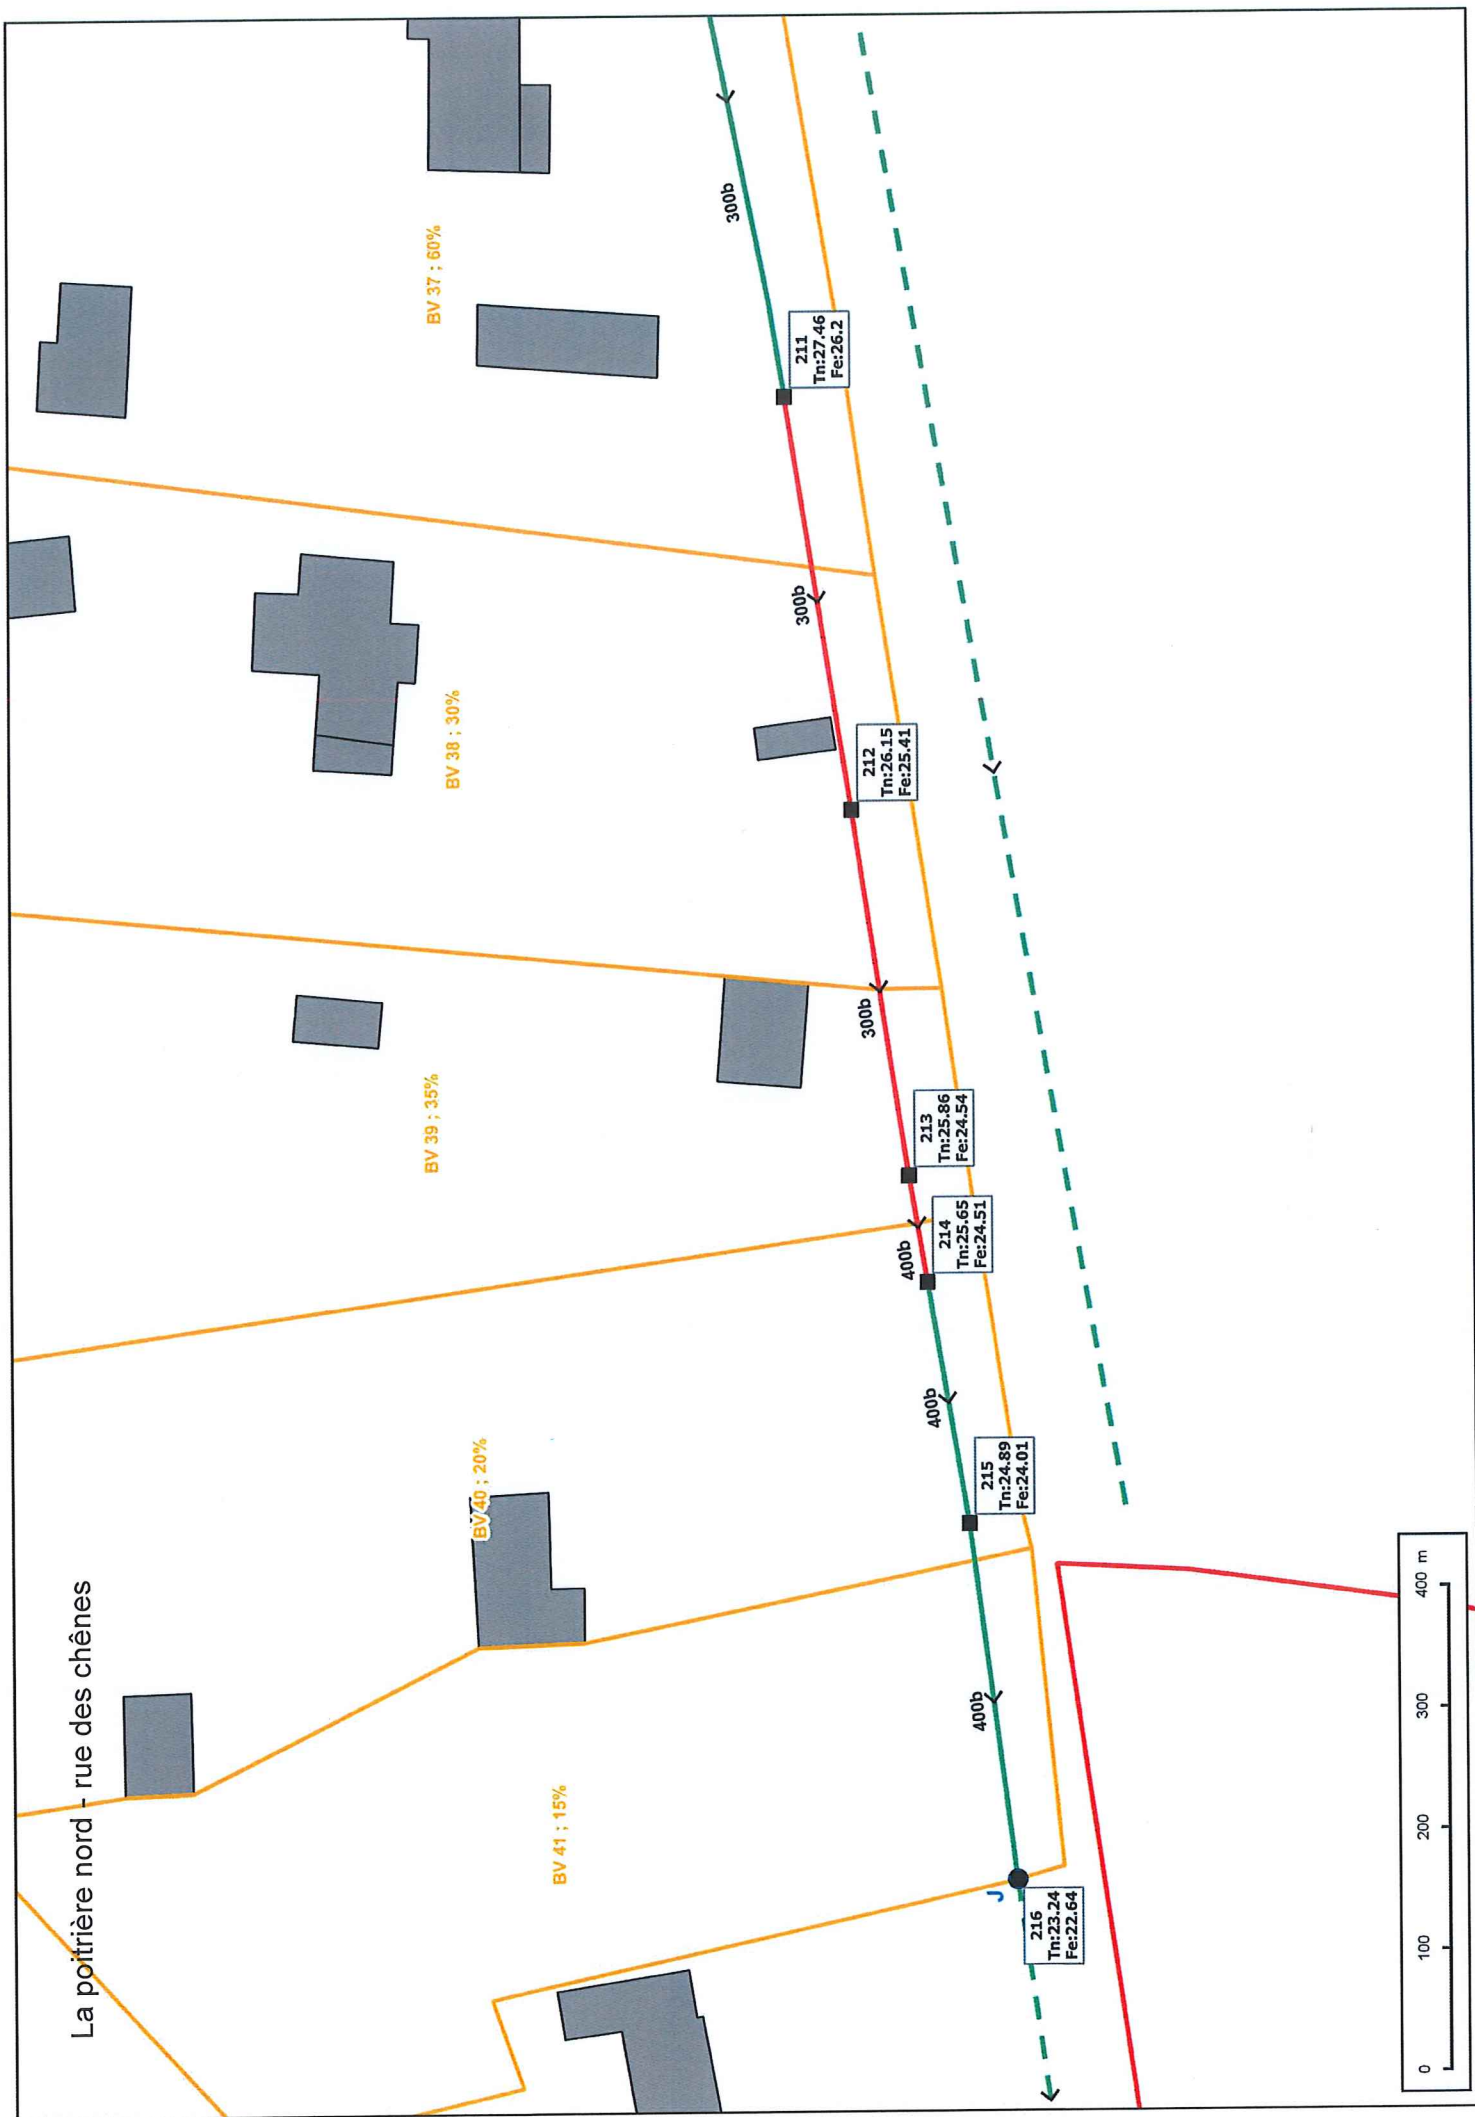 La poitrière nord - rue des chênes
BV 41 ; 15%
BV 40 ; 20%
BV 39 ; 35%
BV 38 ; 30%
BV 37 ; 60%
J
216
Tn:23.24
Fe:22.64
400b
215
Tn:24.89
Fe:24.01
400b
214
Tn:25.65
Fe:24.51
400b
213
Tn:25.86
Fe:24.54
300b
212
Tn:26.15
Fe:25.41
300b
211
Tn:27.46
Fe:26.2
300b
0 100 200 300 400 m